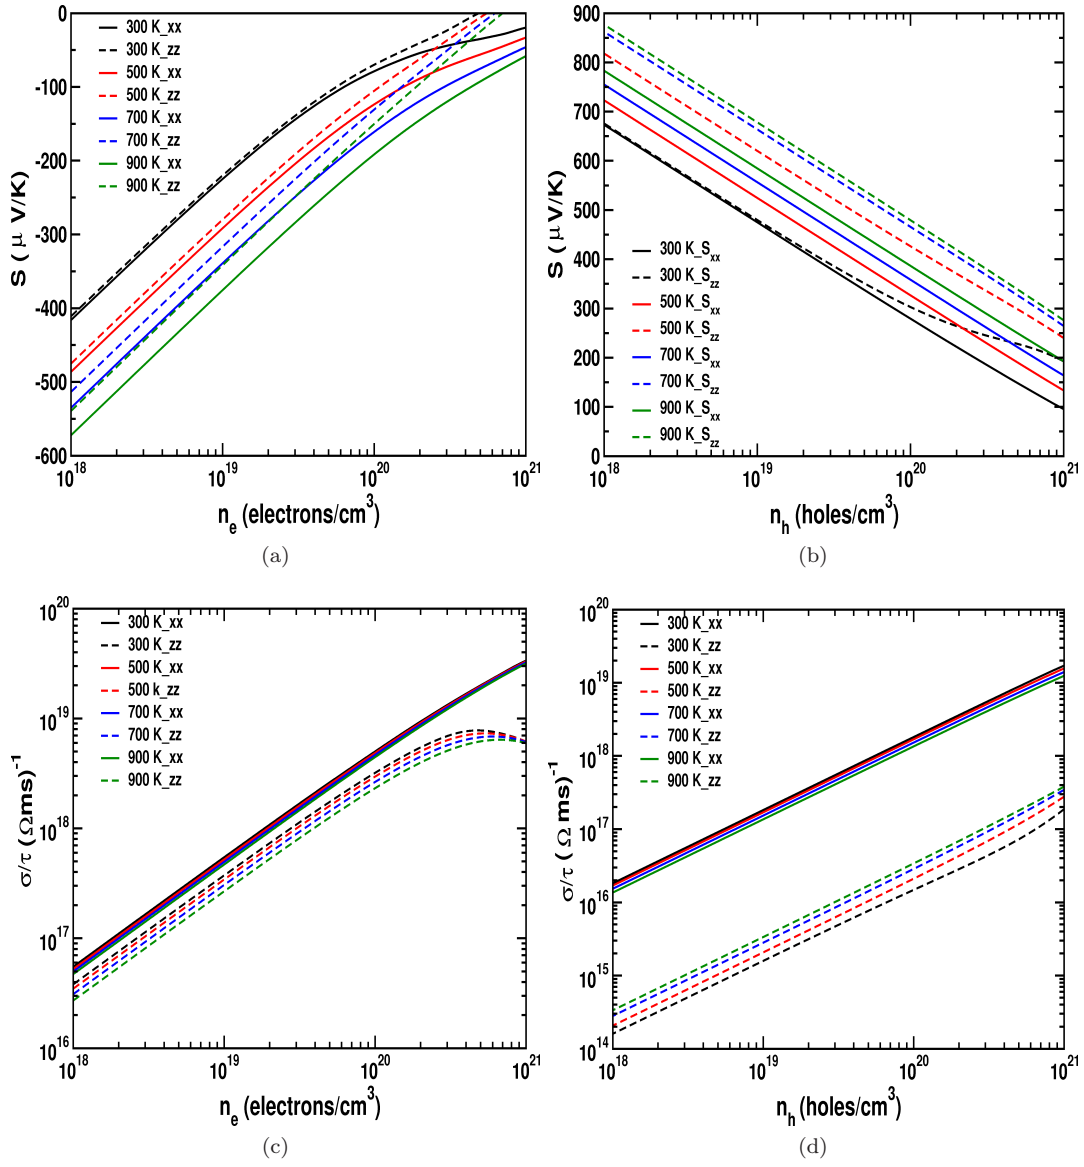 0
-100
-200
-300
-400
-500
-600
S ( μ V/K)
300 K_xx
300 K_zz
500 K_xx
500 K_zz
700 K_xx
700 K_zz
900 K_xx
900 K_zz
10^18
10^19
10^20
10^21
n_e (electrons/cm^3)
(a)
900
800
700
600
500
400
300
200
100
0
S ( μ V/K)
300 K_S_xx
300 K_S_zz
500 K_S_xx
500 K_S_zz
700 K_S_xx
700 K_S_zz
900 K_S_xx
900 K_S_zz
10^18
10^19
10^20
10^21
n_h (holes/cm^3)
(b)
10^20
10^19
10^18
10^17
10^16
σ/τ ( Ωms)^-1
300 K_xx
300 K_zz
500 K_xx
500 k_zz
700 K_xx
700 K_zz
900 K_xx
900 K_zz
10^18
10^19
10^20
10^21
n_e (electrons/cm^3)
(c)
10^20
10^19
10^18
10^17
10^16
10^15
10^14
σ/τ ( Ω ms)^-1
300 K_xx
300 K_zz
500 K_xx
500 K_zz
700 K_xx
700 K_zz
900 K_xx
900 K_zz
10^18
10^19
10^20
10^21
n_h (holes/cm^3)
(d)